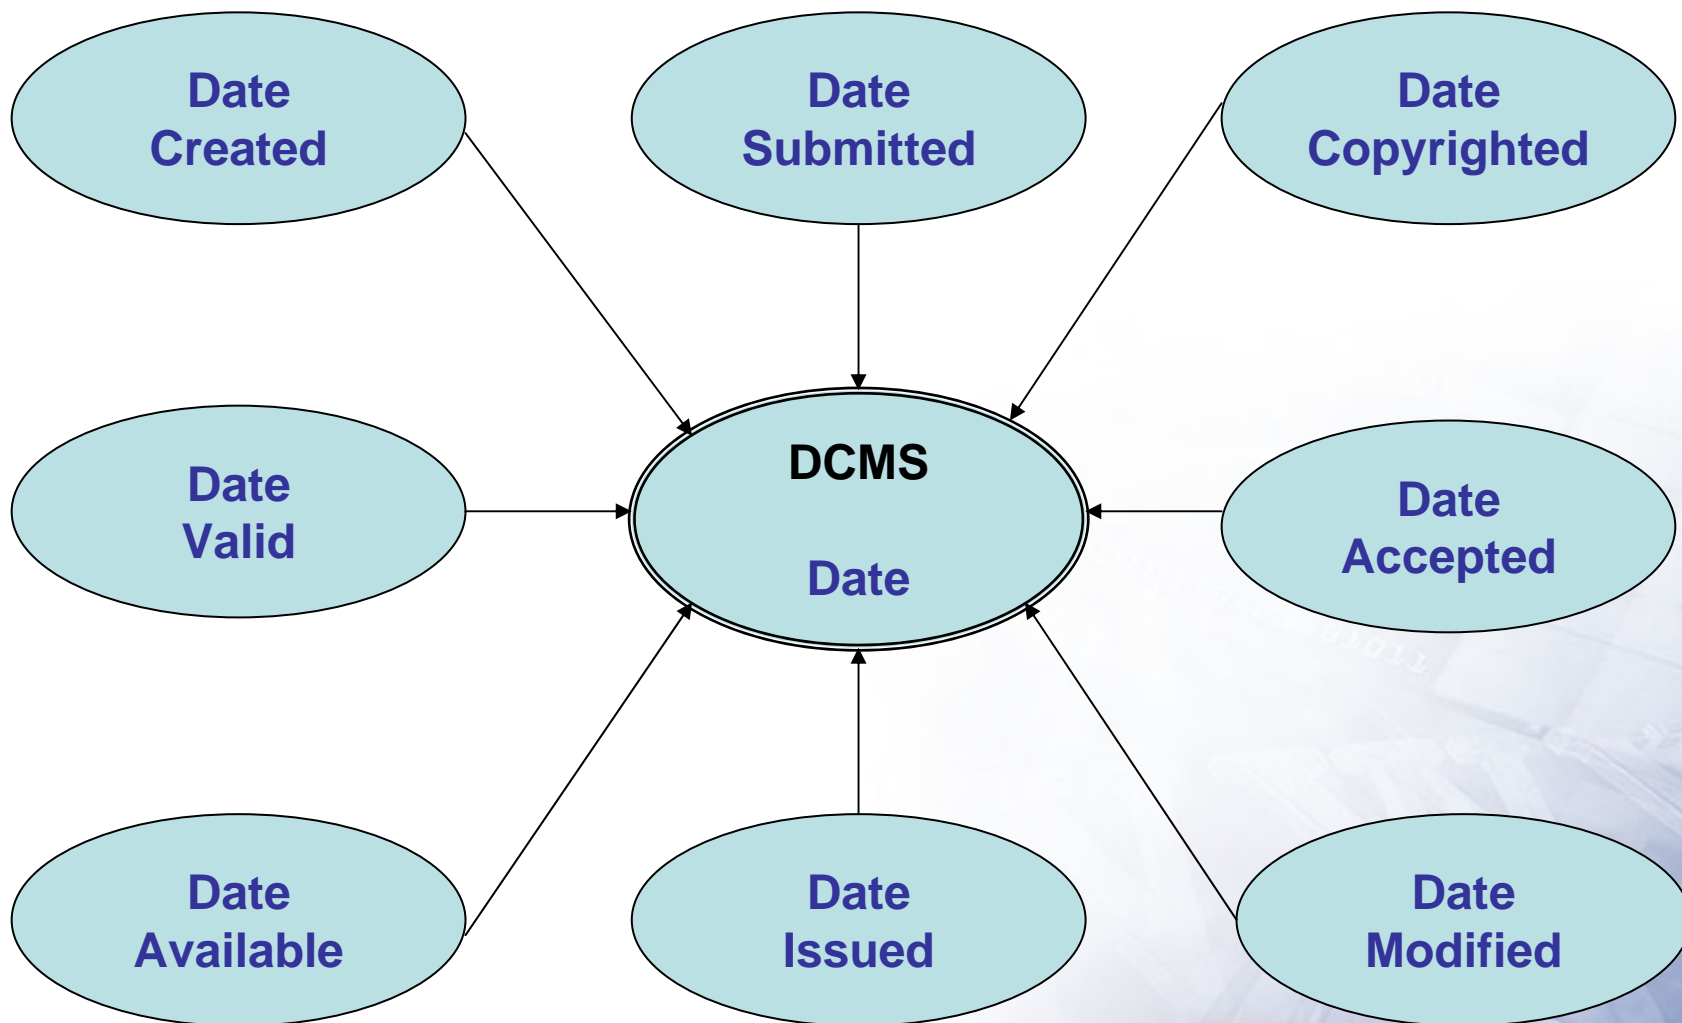 Date
Created
Date
Submitted
Date
Copyrighted
Date
Valid
DCMS
Date
Date
Accepted
Date
Available
Date
Issued
Date
Modified